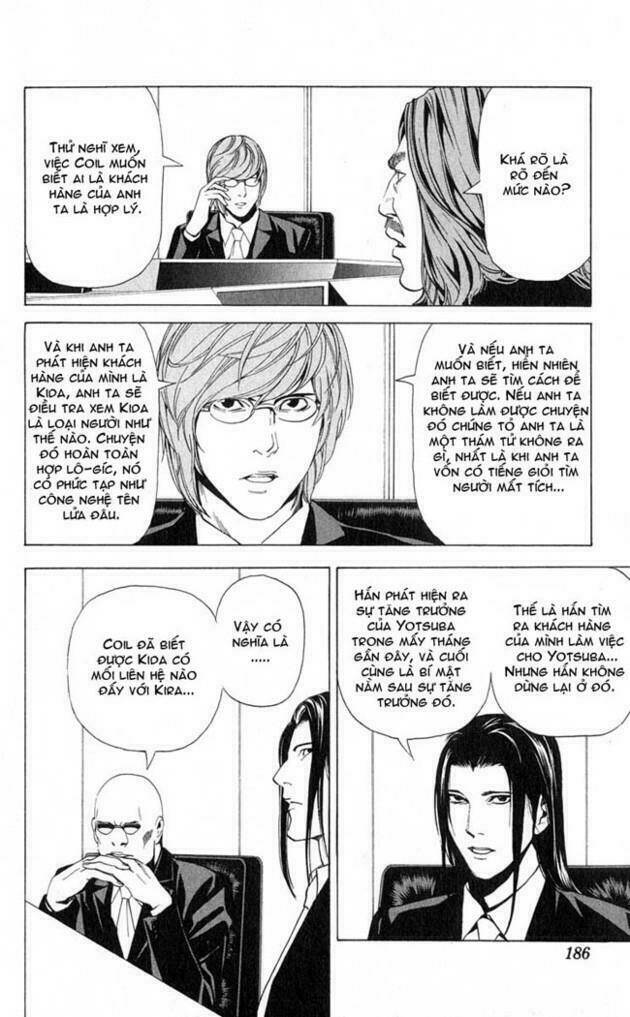 KHÁ RÕ LÀ
RÕ ĐẾN
MỨC NÀO?
THỬ NGHĨ XEM,
VIỆC COIL MUỐN
BIẾT AI LÀ KHÁCH
HÀNG CỦA ANH
TA LÀ HỢP LÝ.
VÀ NẾU ANH TA
MUỐN BIẾT, HIỂN NHIÊN
ANH TA SẼ TÌM CÁCH ĐỂ
BIẾT ĐƯỢC. NẾU ANH TA
KHÔNG LÀM ĐƯỢC CHUYỆN
ĐÓ CHỨNG TỎ ANH TA LÀ
MỘT THÁM TỬ KHÔNG RA
GÌ, NHẤT LÀ KHI ANH TA
VỐN CÓ TIẾNG GIỎI TÌM
NGƯỜI MẤT TÍCH...
VÀ KHI ANH TA
PHÁT HIỆN KHÁCH
HÀNG CỦA MÌNH LÀ
KIDA, ANH TA SẼ
ĐIỀU TRA XEM KIDA
LÀ LOẠI NGƯỜI NHƯ
THẾ NÀO. CHUYỆN
ĐÓ HOÀN TOÀN
HỢP LÔ-GÍC, NÓ
CÓ PHỨC TẠP NHƯ
CÔNG NGHỆ TÊN
LỬA ĐÂU.
THẾ LÀ HẮN TÌM
RA KHÁCH HÀNG
CỦA MÌNH LÀM VIỆC
CHO YOTSUBA...
NHƯNG HẮN KHÔNG
DỪNG LẠI Ở ĐÓ.
HẮN PHÁT HIỆN RA
SỰ TĂNG TRƯỞNG
CỦA YOTSUBA
TRONG MẤY THÁNG
GẦN ĐÂY, VÀ CUỐI
CÙNG LÀ BÍ MẬT
NẰM SAU SỰ TĂNG
TRƯỞNG ĐÓ.
VẬY CÓ
NGHĨA LÀ
.....
COIL ĐÃ BIẾT
ĐƯỢC KIDA CÓ
MỐI LIÊN HỆ NÀO
ĐẤY VỚI KIRA...
186